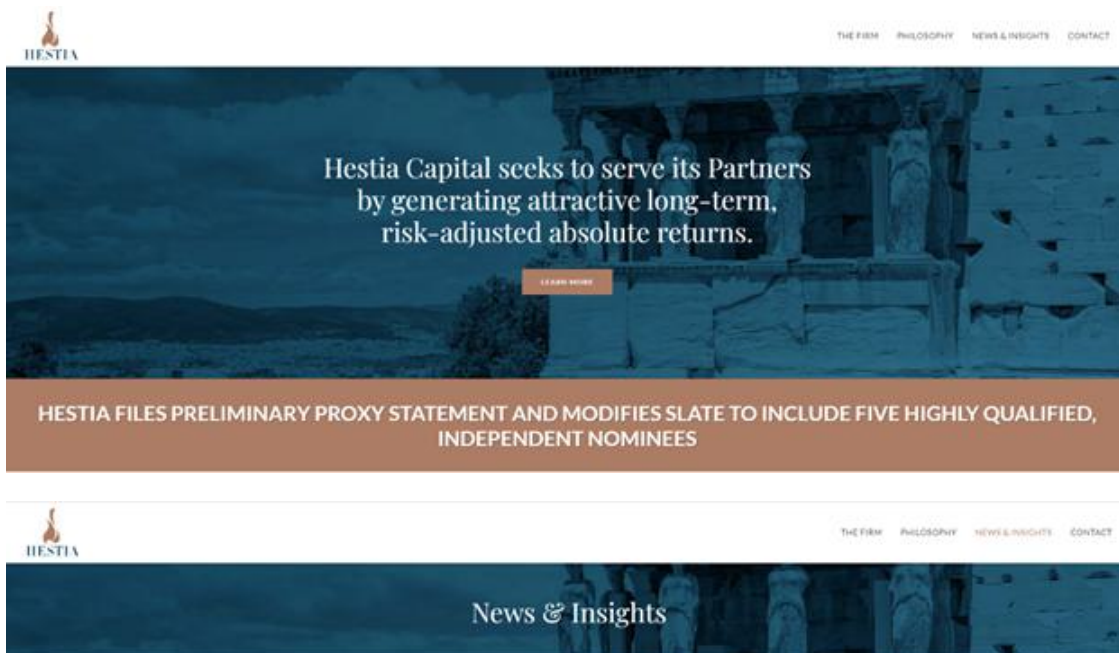 HESTIA
THE FIRM PHILOSOPHY NEWS & INSIGHTS CONTACT
Hestia Capital seeks to serve its Partners
by generating attractive long-term,
risk-adjusted absolute returns.
LEARN MORE
HESTIA FILES PRELIMINARY PROXY STATEMENT AND MODIFIES SLATE TO INCLUDE FIVE HIGHLY QUALIFIED,
INDEPENDENT NOMINEES
HESTIA
THE FIRM PHILOSOPHY NEWS & INSIGHTS CONTACT
News & Insights